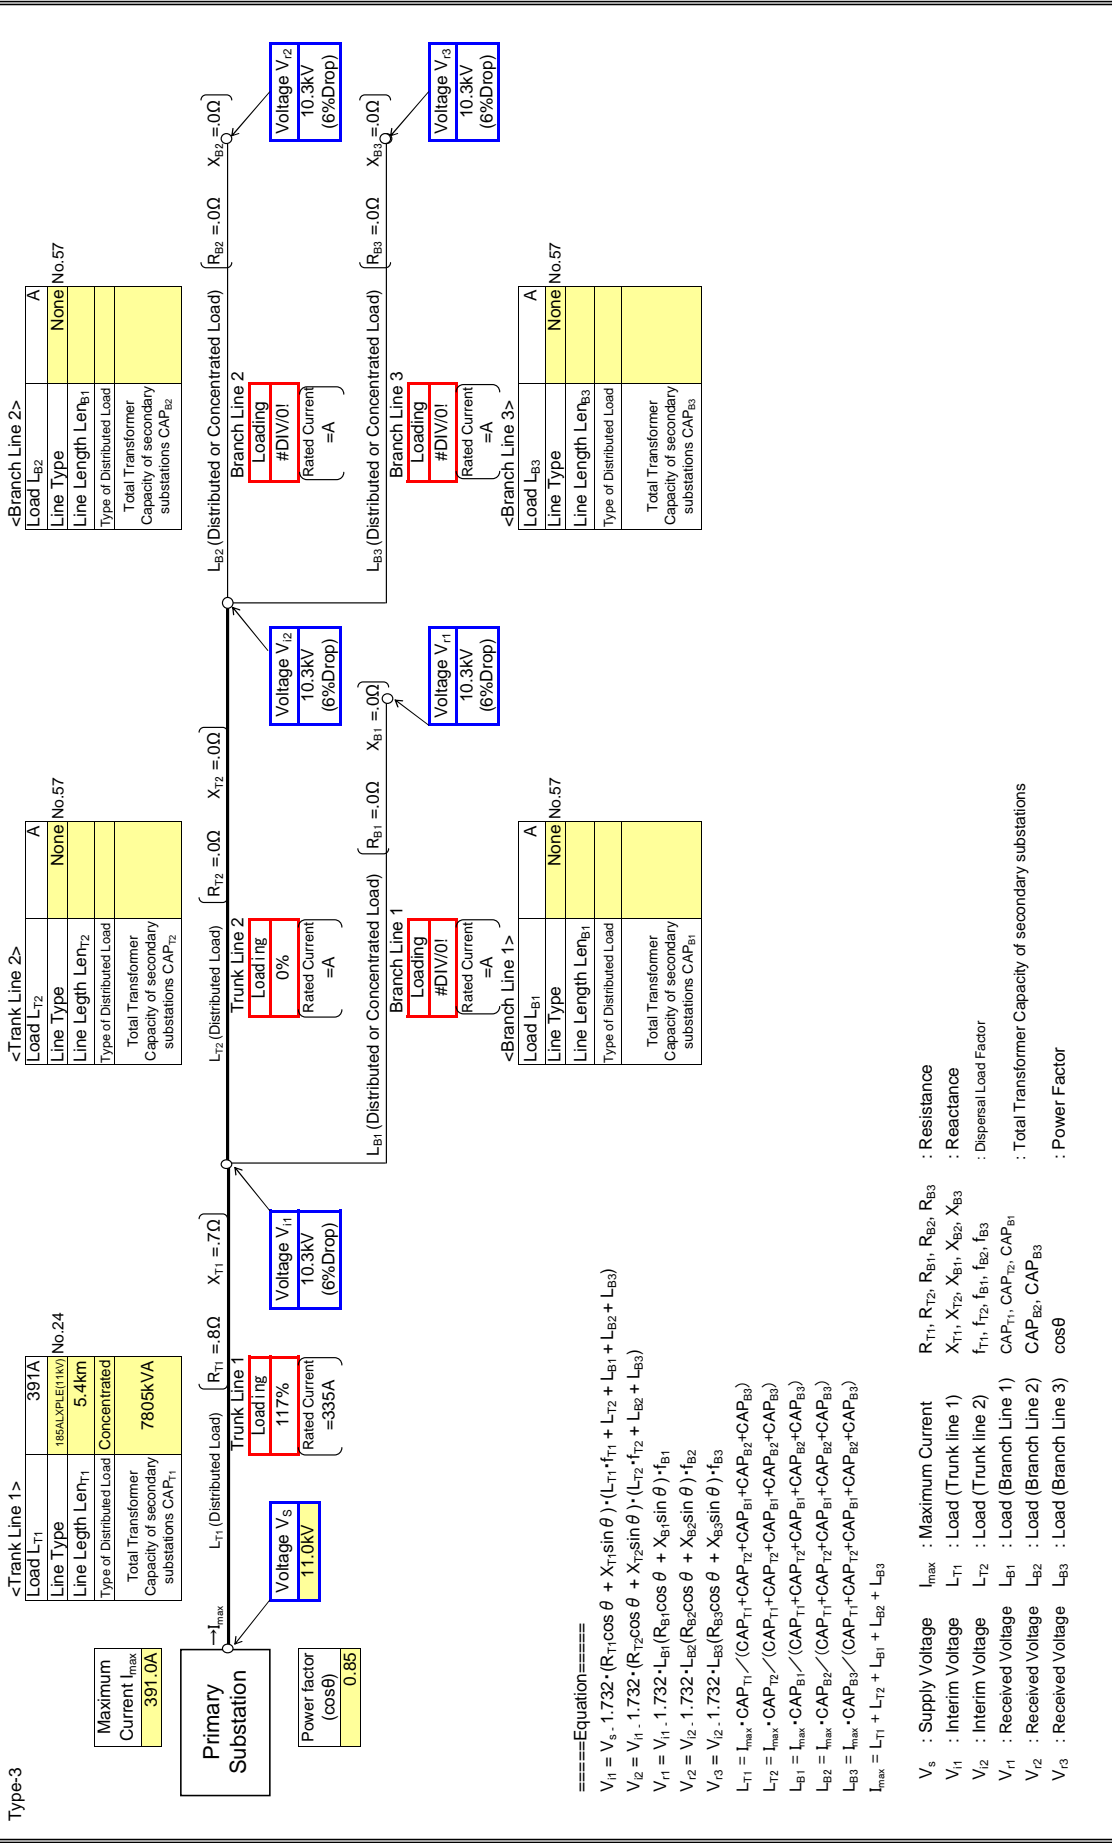 Type-3
Maximum
Current Imax
391.0A
Primary
Substation
→Imax
Power factor
(cosθ)
0.85
<Trank Line 1>
Load LT1 391A
Line Type 185ALXPLE(11kV) No.24
Line Legth LenT1 5.4km
Type of Distributed Load Concentrated
Total Transformer
Capacity of secondary
substations CAPT1
7805kVA
LT1 (Distributed Load)
RT1 =.8Ω XT1 =.7Ω
Trunk Line 1
Loading
117%
Rated Current
=335A
Voltage VS
11.0kV
Voltage Vi1
10.3kV
(6%Drop)
<Trank Line 2>
Load LT2 A
Line Type None No.57
Line Length LenT2
Type of Distributed Load
Total Transformer
Capacity of secondary
substations CAPT2
LT2 (Distributed Load)
RT2 =.0Ω XT2 =.0Ω
Trunk Line 2
Loading
0%
Rated Current
=A
Voltage Vi2
10.3kV
(6%Drop)
LB1 (Distributed or Concentrated Load)
RB1 =.0Ω XB1 =.0Ω
Branch Line 1
Loading
#DIV/0!
Rated Current
=A
Voltage Vr1
10.3kV
(6%Drop)
<Branch Line 1>
Load LB1 A
Line Type None No.57
Line Length LenB1
Type of Distributed Load
Total Transformer
Capacity of secondary
substations CAPB1
<Branch Line 2>
Load LB2 A
Line Type None No.57
Line Length LenB1
Type of Distributed Load
Total Transformer
Capacity of secondary
substations CAPB2
LB2 (Distributed or Concentrated Load)
RB2 =.0Ω XB2 =.0Ω
Branch Line 2
Loading
#DIV/0!
Rated Current
=A
Voltage Vr2
10.3kV
(6%Drop)
LB3 (Distributed or Concentrated Load)
RB3 =.0Ω XB3 =.0Ω
Branch Line 3
Loading
#DIV/0!
Rated Current
=A
Voltage Vr3
10.3kV
(6%Drop)
<Branch Line 3>
Load LB3 A
Line Type None No.57
Line Length LenB3
Type of Distributed Load
Total Transformer
Capacity of secondary
substations CAPB3
=====Equation=====
Vi1 = Vs - 1.732・(RT1cos θ + XT1sin θ)・(LT1・fT1 + LT2 + LB1 + LB2 + LB3)
Vi2 = Vi1 - 1.732・(RT2cos θ + XT2sin θ)・(LT2・fT2 + LB2 + LB3)
Vr1 = Vi1 - 1.732・LB1(RB1cos θ + XB1sin θ)・fB1
Vr2 = Vi2 - 1.732・LB2(RB2cos θ + XB2sin θ)・fB2
Vr3 = Vi2 - 1.732・LB3(RB3cos θ + XB3sin θ)・fB3
LT1 = Imax・CAPT1／(CAPT1+CAPT2+CAPB1+CAPB2+CAPB3)
LT2 = Imax・CAPT2／(CAPT1+CAPT2+CAPB1+CAPB2+CAPB3)
LB1 = Imax・CAPB1／(CAPT1+CAPT2+CAPB1+CAPB2+CAPB3)
LB2 = Imax・CAPB2／(CAPT1+CAPT2+CAPB1+CAPB2+CAPB3)
LB3 = Imax・CAPB3／(CAPT1+CAPT2+CAPB1+CAPB2+CAPB3)
Imax = LT1 + LT2 + LB1 + LB2 + LB3
Vs : Supply Voltage Imax : Maximum Current RT1, RT2, RB1, RB2, RB3 : Resistance
Vi1 : Interim Voltage LT1 : Load (Trunk line 1) XT1, XT2, XB1, XB2, XB3 : Reactance
Vi2 : Interim Voltage LT2 : Load (Trunk line 2) fT1, fT2, fB1, fB2, fB3 : Dispersal Load Factor
Vr1 : Received Voltage LB1 : Load (Branch Line 1) CAPT1, CAPT2, CAPB1 : Total Transformer Capacity of secondary substations
Vr2 : Received Voltage LB2 : Load (Branch Line 2) CAPB2, CAPB3
Vr3 : Received Voltage LB3 : Load (Branch Line 3) cosθ : Power Factor